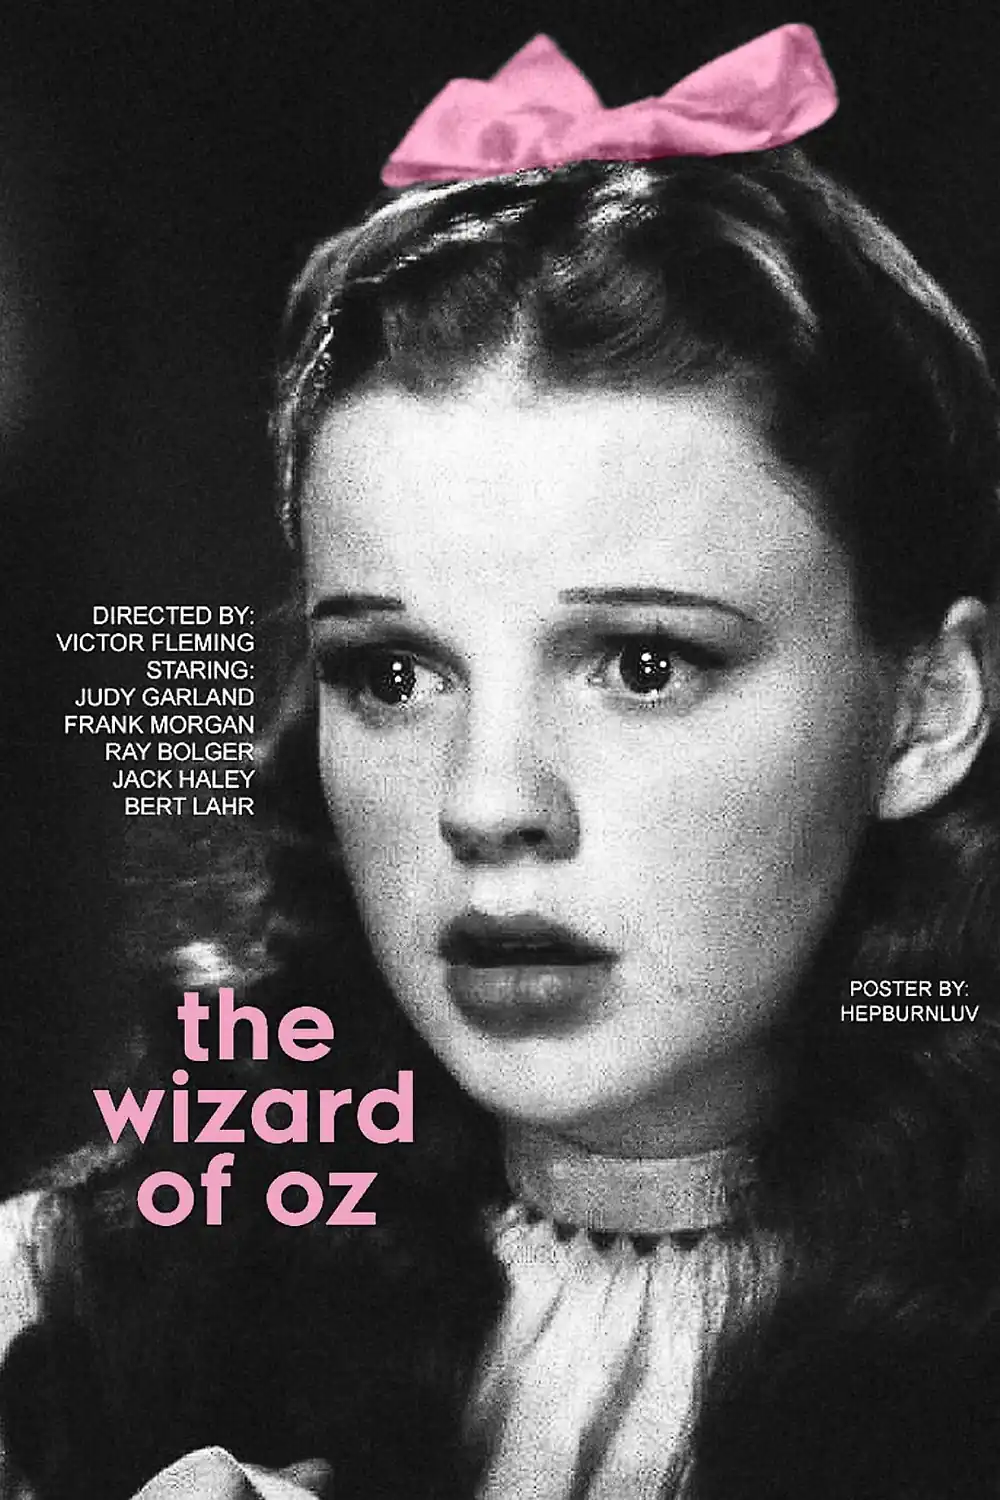 DIRECTED BY:
VICTOR FLEMING
STARING:
JUDY GARLAND
FRANK MORGAN
RAY BOLGER
JACK HALEY
BERT LAHR
POSTER BY:
HEPBURNLUV
the
wizard
of oz